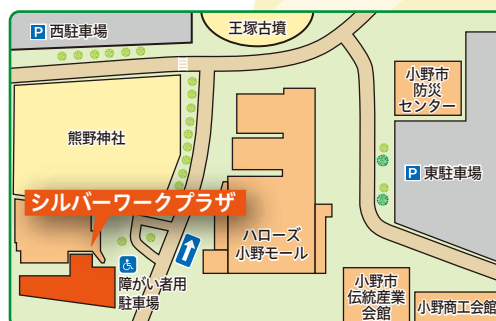 P 西駐車場
王塚古墳
小野市
防災
センター
熊野神社
P 東駐車場
シルバーワークプラザ
ハローズ
小野モール
障がい者用
駐車場
小野市
伝統産業
会館
小野商工会館